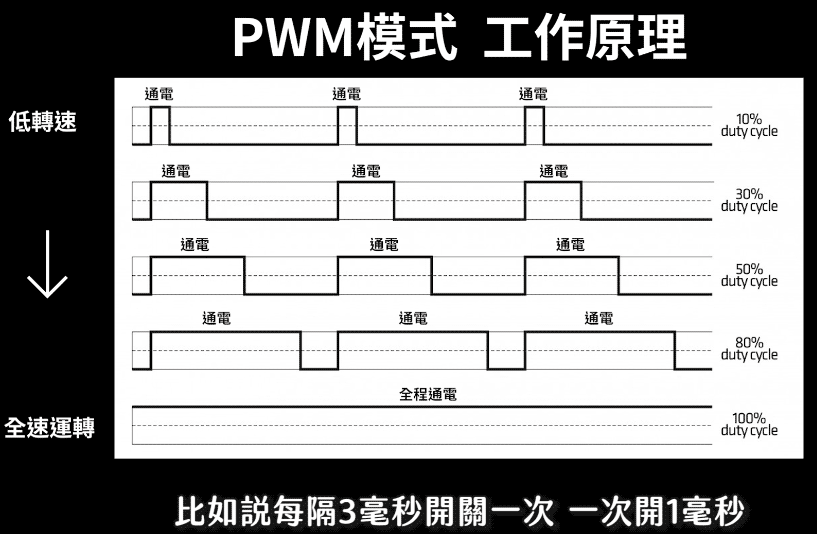 PWM模式 工作原理
低轉速
通電 通電 通電
10%
duty cycle
通電 通電 通電
30%
duty cycle
通電 通電 通電
50%
duty cycle
通電 通電 通電
80%
duty cycle
全程通電
全速運轉
100%
duty cycle
比如説每隔3毫秒開關一次 一次開1毫秒